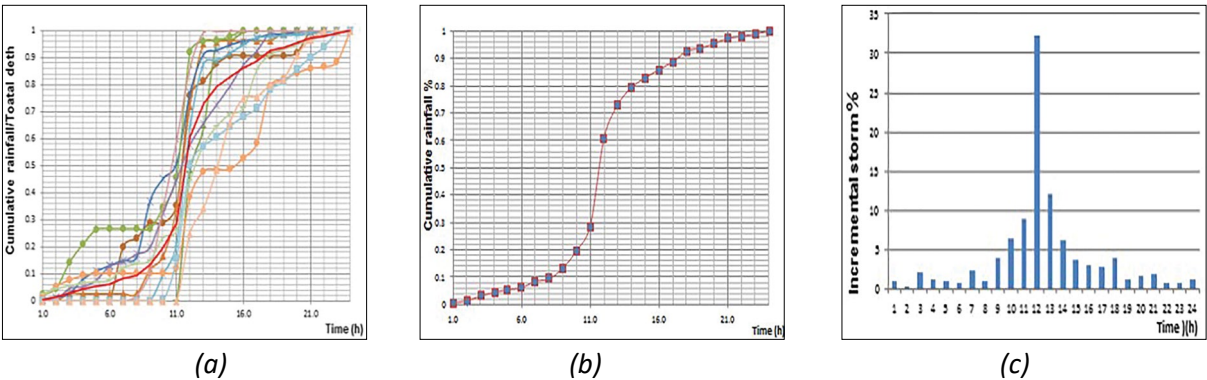 Cumulative rainfall/Toatal deth
1
0.9
0.8
0.7
0.6
0.5
0.4
0.3
0.2
0.1
0
1.0 6.0 11.0 16.0 21.0
Time (h)
(a)
Cumulative rainfall %
1
0.9
0.8
0.7
0.6
0.5
0.4
0.3
0.2
0.1
0
1.0 6.0 11.0 16.0 21.0
Time (h)
(b)
Incremental storm%
35
30
25
20
15
10
5
0
1 2 3 4 5 6 7 8 9 10 11 12 13 14 15 16 17 18 19 20 21 22 23 24
Time )(h)
(c)